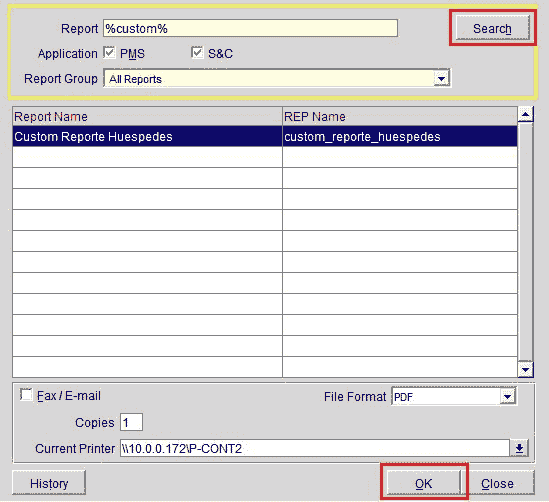 Report %custom% Search
Application PMS S&C
Report Group All Reports
Report Name REP Name
Custom Reporte Huespedes custom_reporte_huespedes
Fax / E-mail File Format PDF
Copies 1
Current Printer \\10.0.0.172\P-CONT2
History OK Close